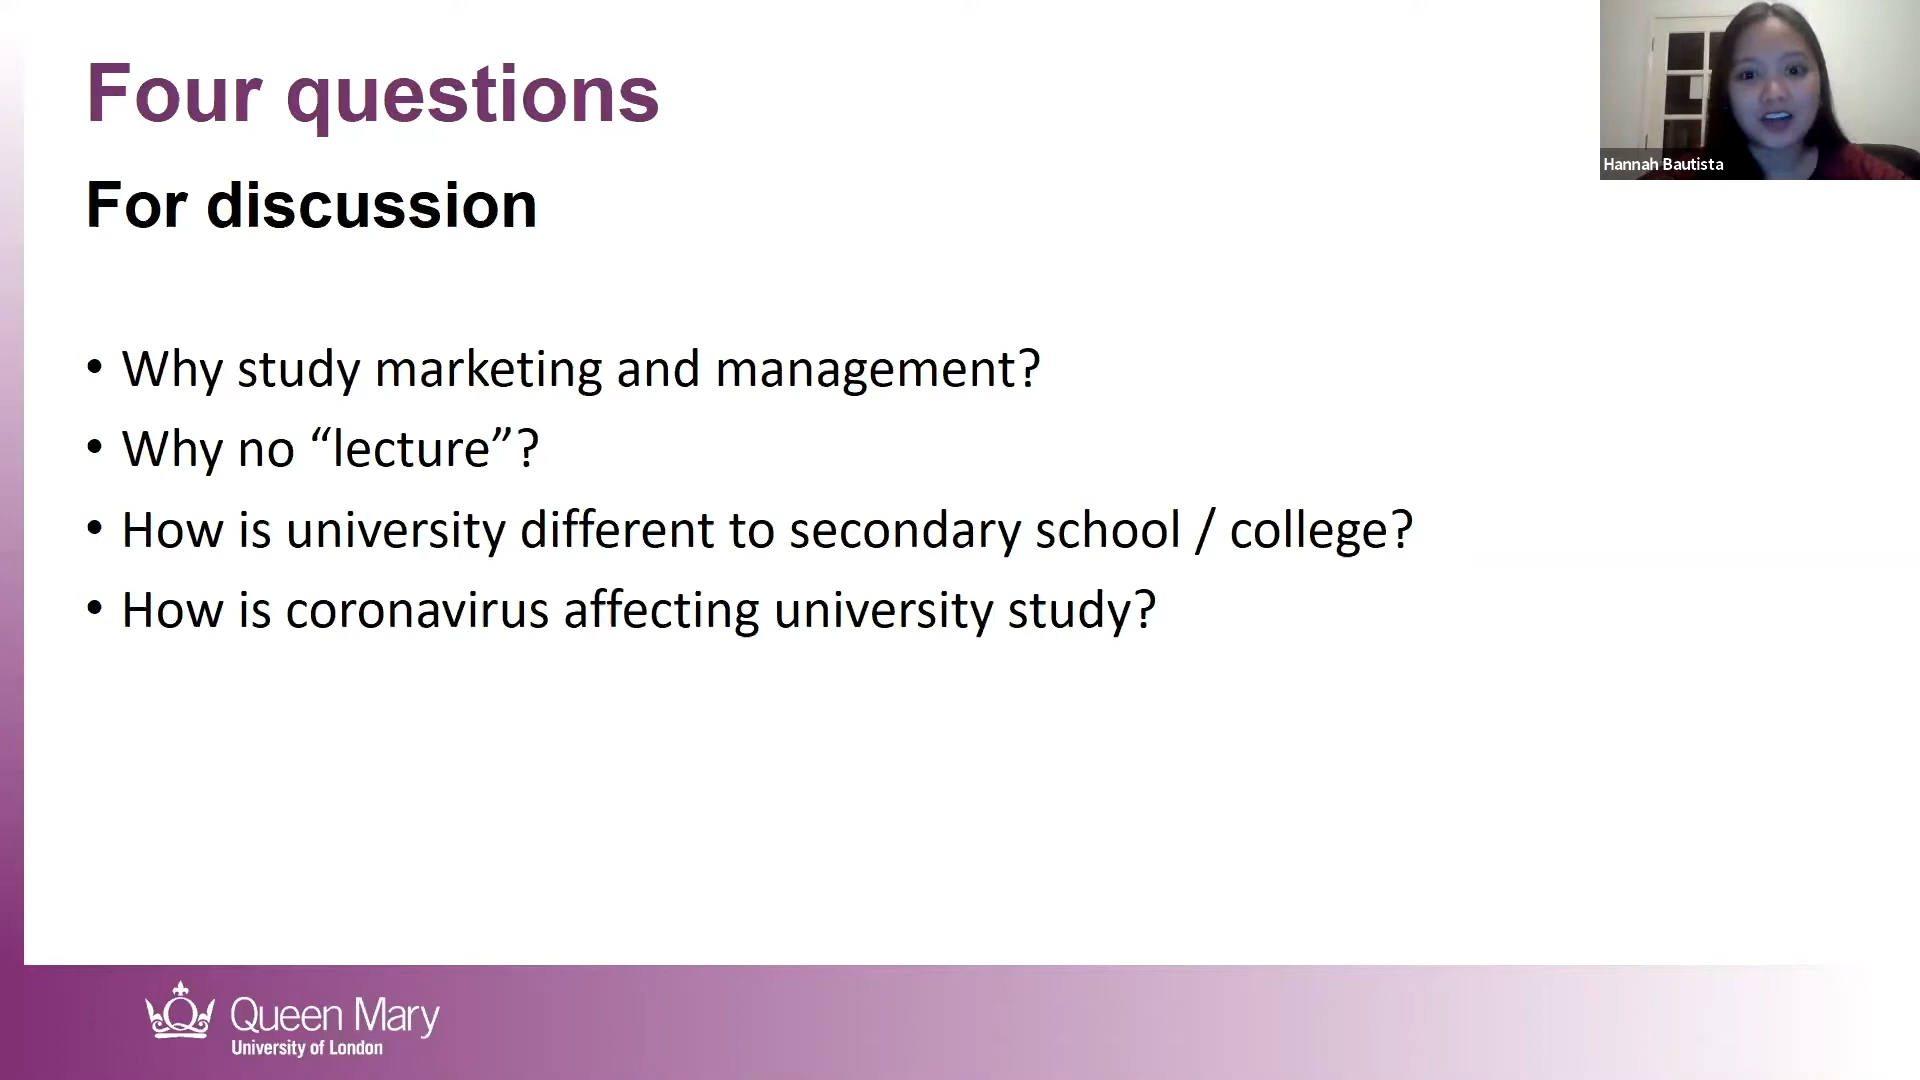 Four questions
For discussion
Hannah Bautista
• Why study marketing and management?
• Why no “lecture”?
• How is university different to secondary school / college?
• How is coronavirus affecting university study?
Queen Mary
University of London